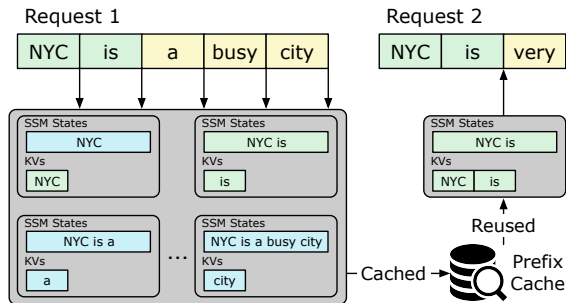 Request 1
NYC is a busy city
SSM States
NYC
KVs
NYC
SSM States
NYC is
KVs
is
SSM States
NYC is a
KVs
a
...
SSM States
NYC is a busy city
KVs
city
Cached
Request 2
NYC is very
SSM States
NYC is
KVs
NYC is
Reused
Prefix
Cache